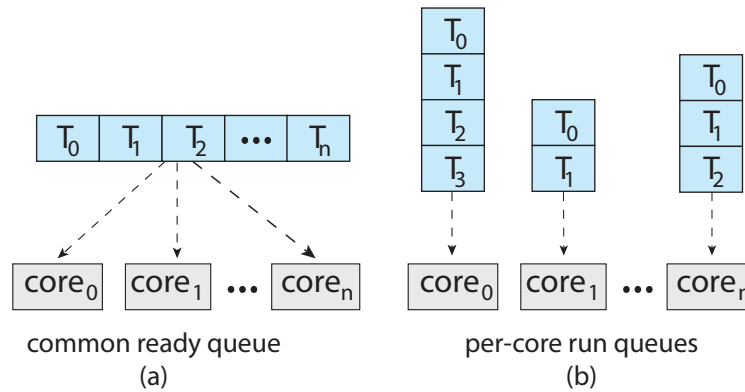 T0 T1 T2 ••• Tn
core0 core1 ••• coren
common ready queue
(a)
T0
T1
T2
T3
T0
T1
T0
T1
T2
core0 core1 ••• coren
per-core run queues
(b)